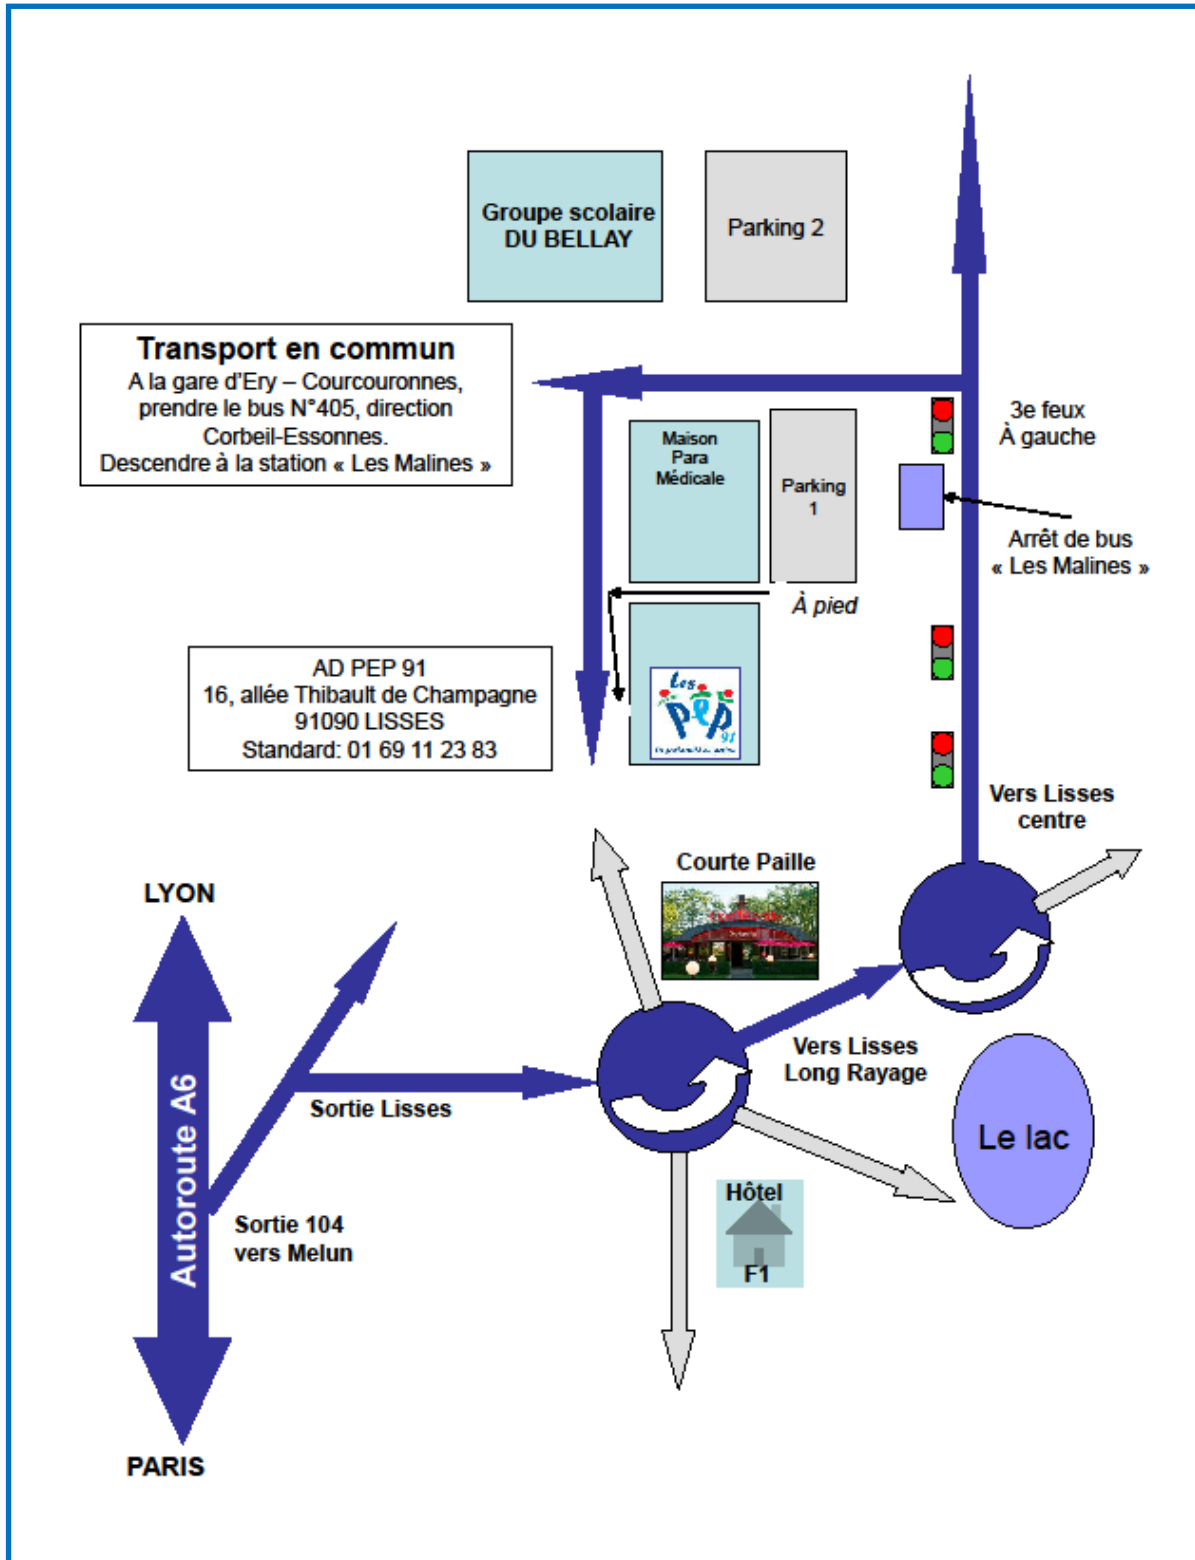 Groupe scolaire
DU BELLAY
Parking 2
Transport en commun
A la gare d'Ery – Courcouronnes,
prendre le bus N°405, direction
Corbeil-Essonnes.
Descendre à la station « Les Malines »
3e feux
À gauche
Maison
Para
Médicale
Parking
1
Arrêt de bus
« Les Malines »
À pied
AD PEP 91
16, allée Thibault de Champagne
91090 LISSES
Standard: 01 69 11 23 83
Les
PEP
91
Vers Lisses
centre
Courte Paille
LYON
Autoroute A6
Sortie Lisses
Vers Lisses
Long Rayage
Le lac
Sortie 104
vers Melun
Hôtel
F1
PARIS